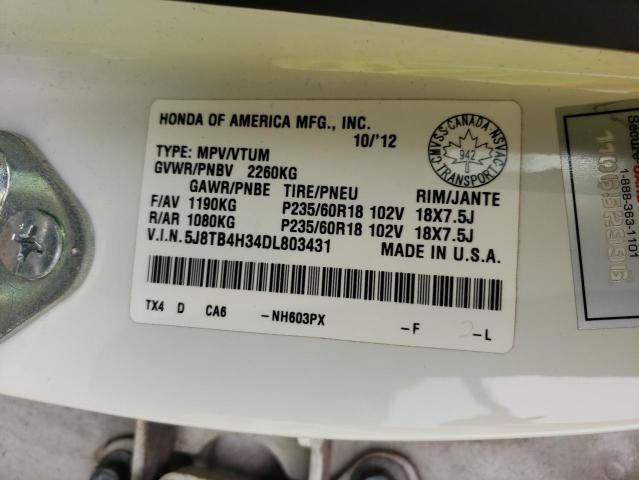 HONDA OF AMERICA MFG., INC.
10/'12
TYPE: MPV/VTUM
GVWR/PNBV 2260KG
GAWR/PNBE TIRE/PNEU RIM/JANTE
F/AV 1190KG P235/60R18 102V 18X7.5J
R/AR 1080KG P235/60R18 102V 18X7.5J
V.I.N. 5J8TB4H34DL803431 MADE IN U.S.A.
TX4 D CA6 -NH603PX -F 2-L
CMVSS-CANADA-NSVAC
942
TRANSPORT
1-888-363-1101